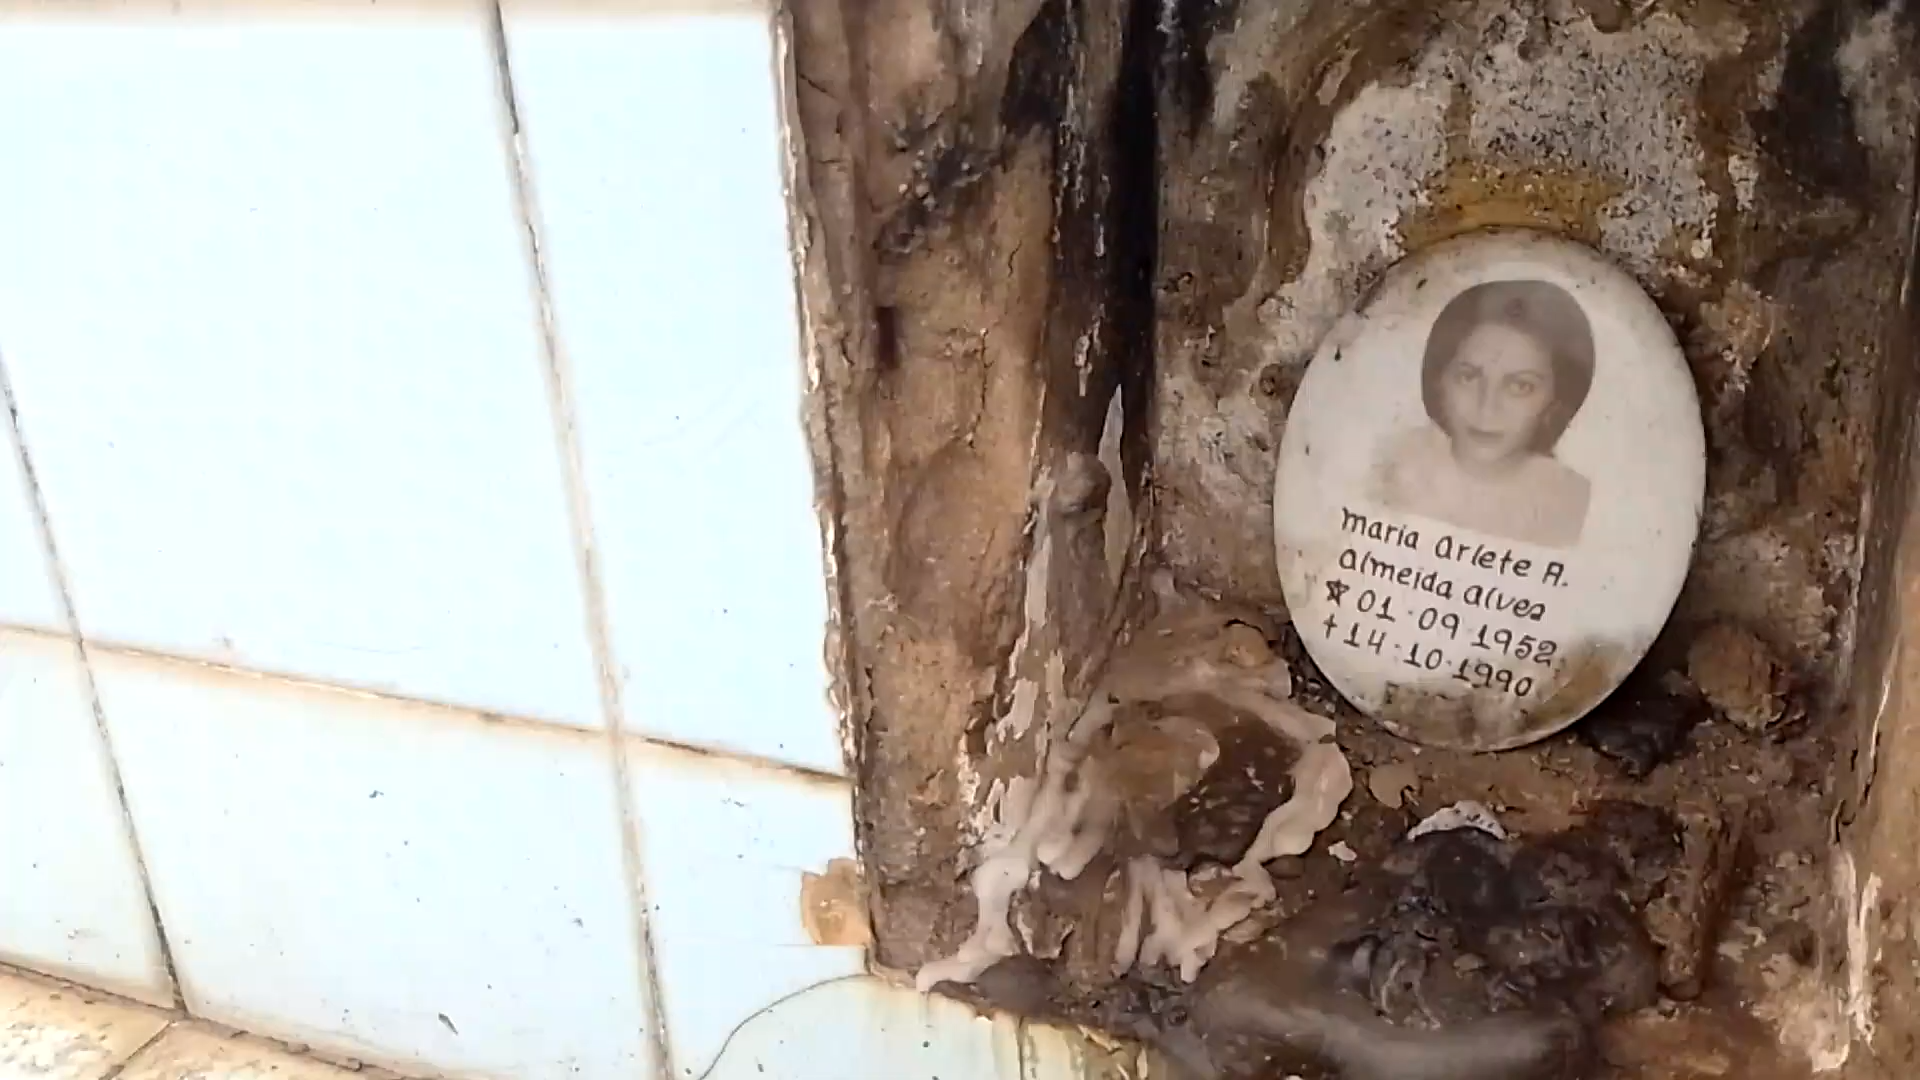 Maria Arlete A.
Almeida Alves
☆ 01.09.1952
✝ 14.10.1990